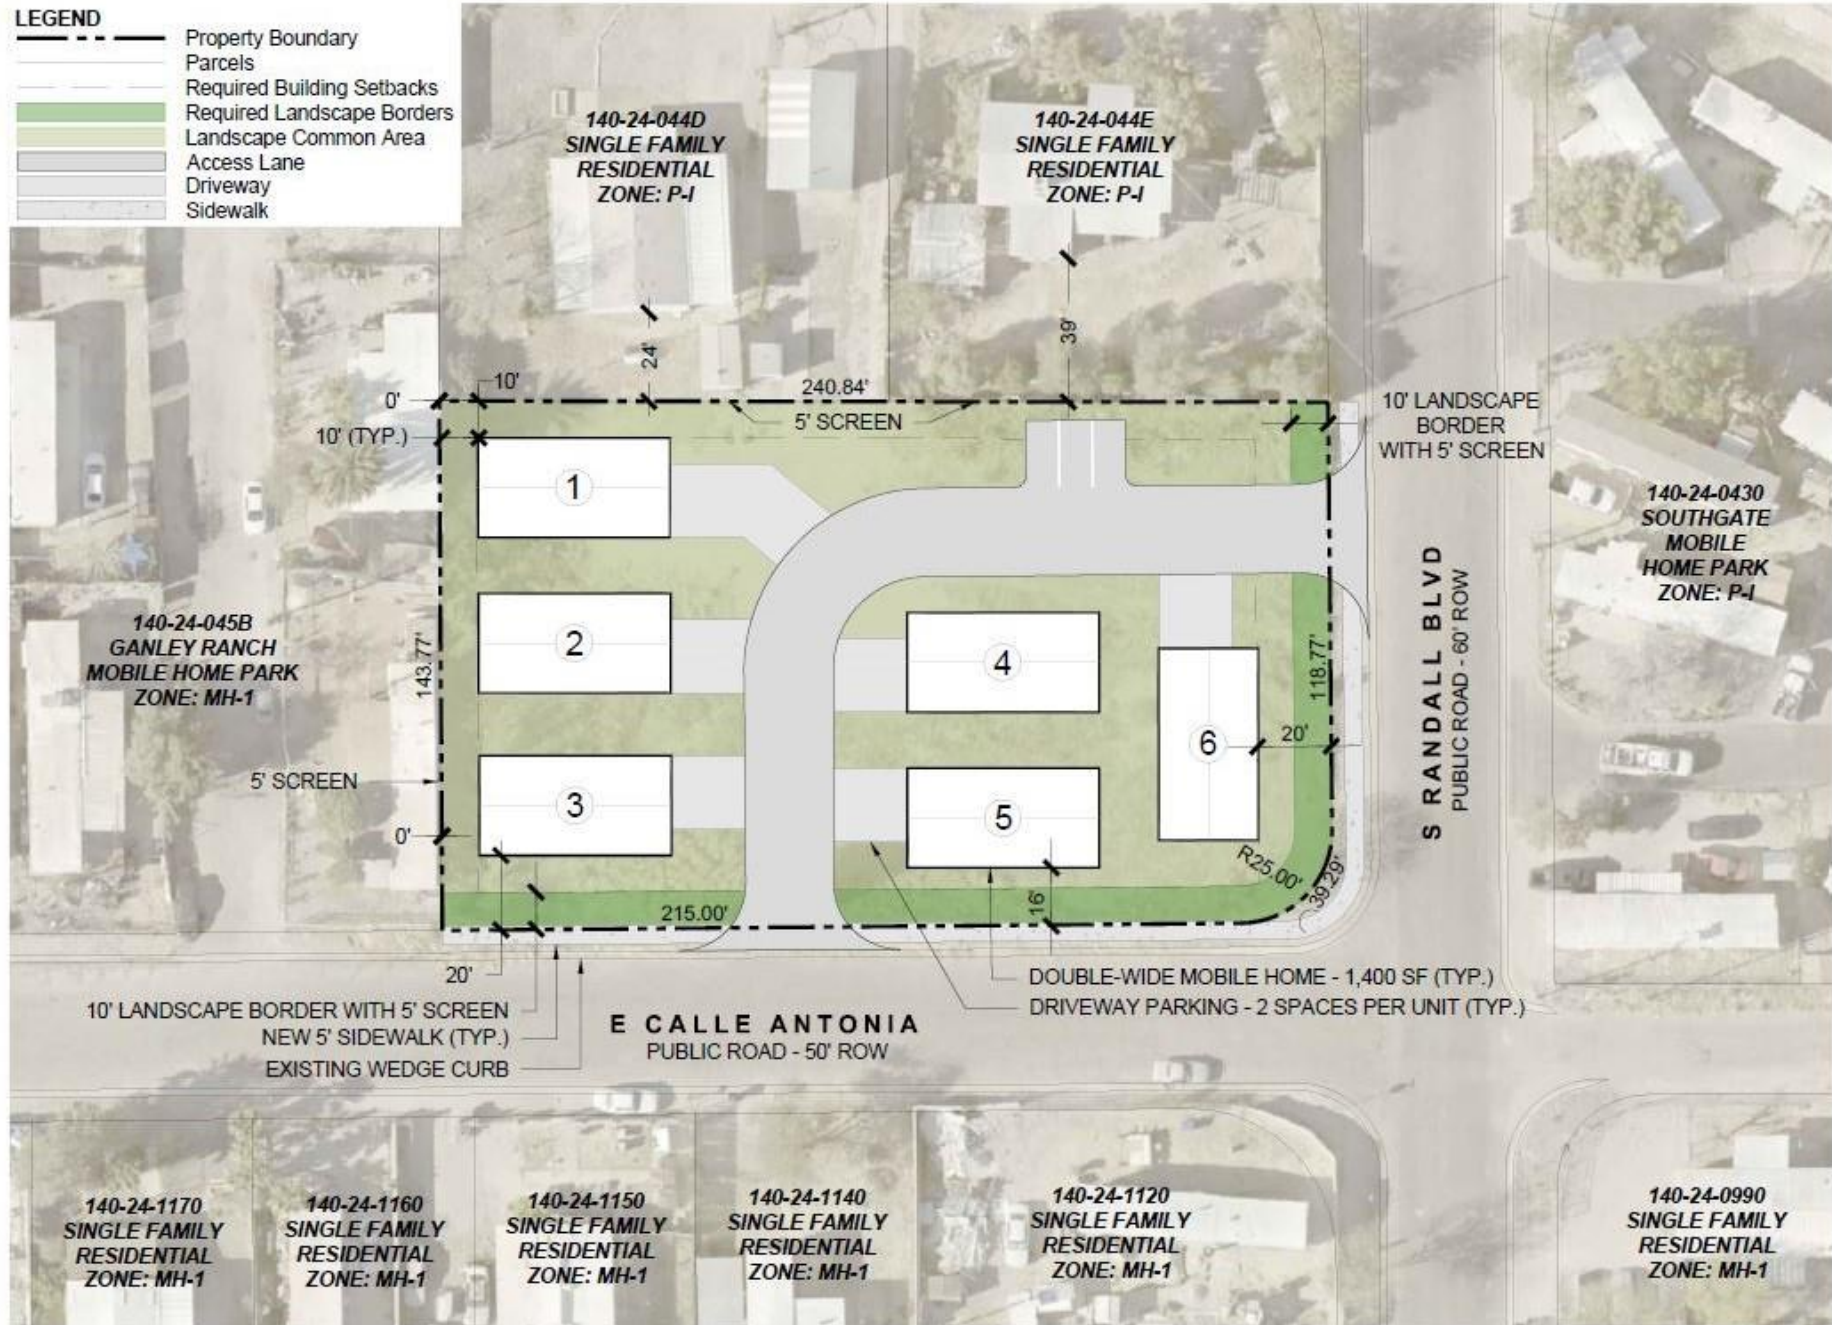 LEGEND
Property Boundary
Parcels
Required Building Setbacks
Required Landscape Borders
Landscape Common Area
Access Lane
Driveway
Sidewalk
140-24-044D
SINGLE FAMILY
RESIDENTIAL
ZONE: P-I
140-24-044E
SINGLE FAMILY
RESIDENTIAL
ZONE: P-I
24'
39'
0'
10'
240.84'
5' SCREEN
10' (TYP.)
10' LANDSCAPE
BORDER
WITH 5' SCREEN
140-24-0430
SOUTHGATE
MOBILE
HOME PARK
ZONE: P-I
140-24-045B
GANLEY RANCH
MOBILE HOME PARK
ZONE: MH-1
143.77'
5' SCREEN
0'
1
2
3
4
5
6
118.77'
20'
R25.00'
39.29'
S RANDALL BLVD
PUBLIC ROAD - 60' ROW
215.00'
16'
20'
10' LANDSCAPE BORDER WITH 5' SCREEN
NEW 5' SIDEWALK (TYP.)
EXISTING WEDGE CURB
E CALLE ANTONIA
PUBLIC ROAD - 50' ROW
DOUBLE-WIDE MOBILE HOME - 1,400 SF (TYP.)
DRIVEWAY PARKING - 2 SPACES PER UNIT (TYP.)
140-24-1170
SINGLE FAMILY
RESIDENTIAL
ZONE: MH-1
140-24-1160
SINGLE FAMILY
RESIDENTIAL
ZONE: MH-1
140-24-1150
SINGLE FAMILY
RESIDENTIAL
ZONE: MH-1
140-24-1140
SINGLE FAMILY
RESIDENTIAL
ZONE: MH-1
140-24-1120
SINGLE FAMILY
RESIDENTIAL
ZONE: MH-1
140-24-0990
SINGLE FAMILY
RESIDENTIAL
ZONE: MH-1